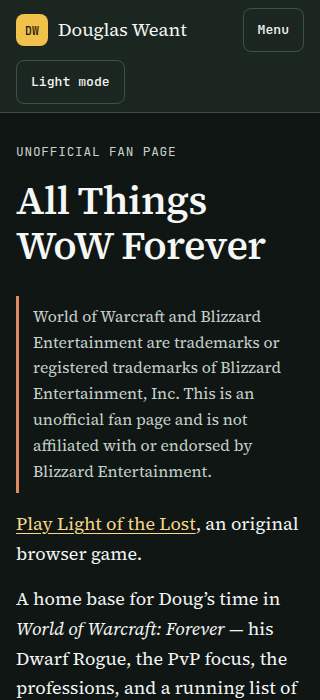 DW Douglas Weant
Menu
Light mode
UNOFFICIAL FAN PAGE
All Things
WoW Forever
World of Warcraft and Blizzard
Entertainment are trademarks or
registered trademarks of Blizzard
Entertainment, Inc. This is an
unofficial fan page and is not
affiliated with or endorsed by
Blizzard Entertainment.
Play Light of the Lost, an original
browser game.
A home base for Doug’s time in
World of Warcraft: Forever — his
Dwarf Rogue, the PvP focus, the
professions, and a running list of